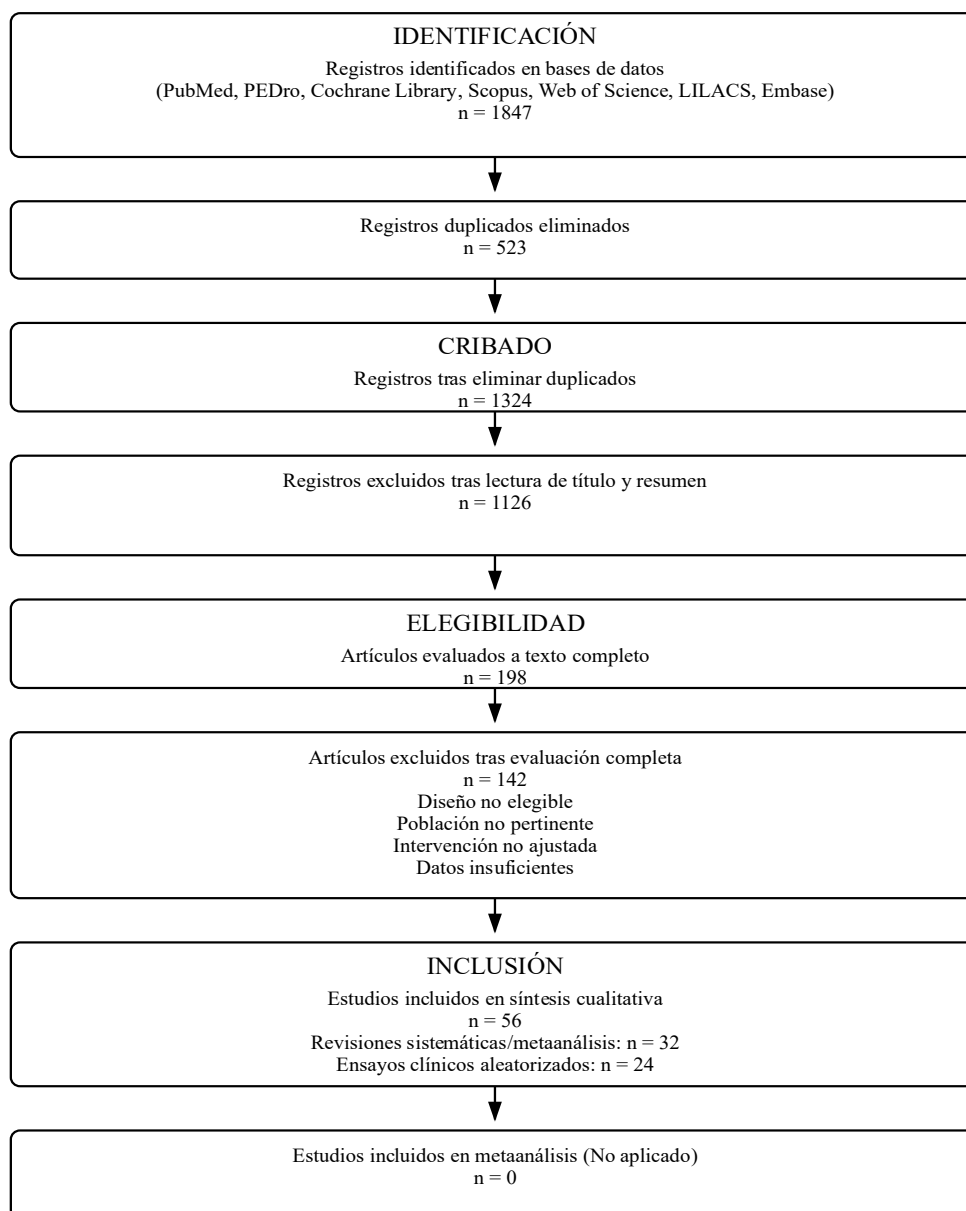 IDENTIFICACIÓN
Registros identificados en bases de datos
(PubMed, PEDro, Cochrane Library, Scopus, Web of Science, LILACS, Embase)
n = 1847
Registros duplicados eliminados
n = 523
CRIBADO
Registros tras eliminar duplicados
n = 1324
Registros excluidos tras lectura de título y resumen
n = 1126
ELEGIBILIDAD
Artículos evaluados a texto completo
n = 198
Artículos excluidos tras evaluación completa
n = 142
Diseño no elegible
Población no pertinente
Intervención no ajustada
Datos insuficientes
INCLUSIÓN
Estudios incluidos en síntesis cualitativa
n = 56
Revisiones sistemáticas/metaanálisis: n = 32
Ensayos clínicos aleatorizados: n = 24
Estudios incluidos en metaanálisis (No aplicado)
n = 0